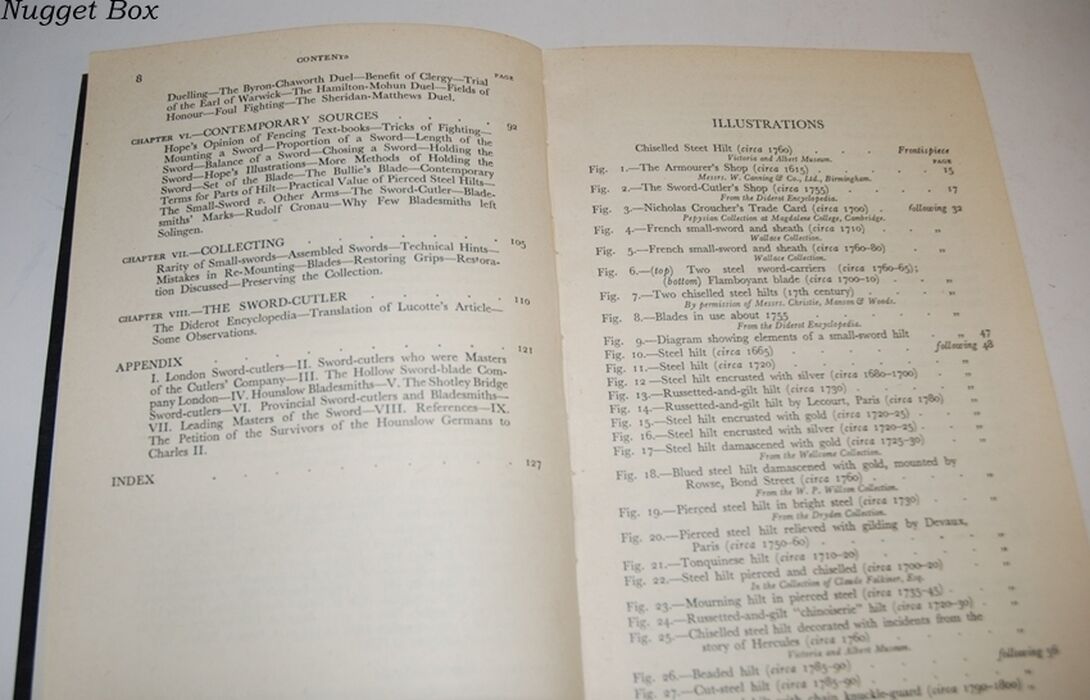 Nugget Box
8
CONTENTS
PAGE
Duelling—The Byron-Chaworth Duel—Benefit of Clergy—Trial
of the Earl of Warwick—The Hamilton-Mohun Duel—Fields of
Honour—Foul Fighting—The Sheridan-Matthews Duel.
CHAPTER VI.—CONTEMPORARY SOURCES . . . . 92
Hope's Opinion of Fencing Text-books—Tricks of Fighting—
Mounting a Sword—Proportion of a Sword—Length of the
Sword—Balance of a Sword—Chosing a Sword—Holding the
Sword—Hope's Illustrations—More Methods of Holding the
Sword—Set of the Blade—The Bullie's Blade—Contemporary
Terms for Parts of Hilt—Practical Value of Pierced Steel Hilts—
The Small-Sword v. Other Arms—The Sword-Cutler—Blade-
smiths' Marks—Rudolf Cronau—Why Few Bladesmiths left
Solingen.
CHAPTER VII.—COLLECTING . . . . . . 105
Rarity of Small-swords—Assembled Swords—Technical Hints—
Mistakes in Re-Mounting—Blades—Restoring Grips—Restora-
tion Discussed—Preserving the Collection.
CHAPTER VIII.—THE SWORD-CUTLER . . . . . 110
The Diderot Encyclopedia—Translation of Lucotte's Article—
Some Observations.
APPENDIX . . . . . . . . 121
I. London Sword-cutlers—II. Sword-cutlers who were Masters
of the Cutlers' Company—III. The Hollow Sword-blade Com-
pany London—IV. Hounslow Bladesmiths—V. The Shotley Bridge
Sword-cutlers—VI. Provincial Sword-cutlers and Bladesmiths—
VII. Leading Masters of the Sword—VIII. References—IX.
The Petition of the Survivors of the Hounslow Germans to
Charles II.
INDEX . . . . . . . . 127
ILLUSTRATIONS
Chiselled Steet Hilt (circa 1760) . . . Frontispiece
Victoria and Albert Museum.
PAGE
Fig. 1.—The Armourer's Shop (circa 1615) . . . . 15
Messrs. W. Canning & Co., Ltd., Birmingham.
Fig. 2.—The Sword-Cutler's Shop (1755) . . . . 17
From the Diderot Encyclopedia.
Fig. 3.—Nicholas Croucher's Trade Card (circa 1700) . following 32
Pepysian Collection at Magdalene College, Cambridge.
Fig. 4.—French small-sword and sheath (circa 1710) . . "
Wallace Collection.
Fig. 5.—French small-sword and sheath (circa 1760-80) . "
Wallace Collection.
Fig. 6.—(top) Two steel sword-carriers (circa 1760-65);
(bottom) Flamboyant blade (circa 1700-10) . . "
Fig. 7.—Two chiselled steel hilts (17th century) . . "
By permission of Messrs. Christie, Manson & Woods.
Fig. 8.—Blades in use about 1755 . . . . "
From the Diderot Encyclopedia.
Fig. 9.—Diagram showing elements of a small-sword hilt " 47
Fig. 10.—Steel hilt (circa 1665) . . . . following 48
Fig. 11.—Steel hilt (circa 1720) . . . . "
Fig. 12—Steel hilt encrusted with silver (circa 1680-1700) . "
Fig. 13.—Russetted-and-gilt hilt (circa 1730) . . "
Fig. 14.—Russetted-and-gilt hilt by Lecourt, Paris (circa 1780) "
Fig. 15.—Steel hilt encrusted with gold (circa 1720-25) . "
Fig. 16.—Steel hilt encrusted with silver (circa 1720-25) . "
Fig. 17—Steel hilt damascened with gold (circa 1725-30) . "
From the Wellcome Collection.
Fig. 18.—Blued steel hilt damascened with gold, mounted by
Rowse, Bond Street (circa 1760) . . . "
From the W. P. Wilson Collection.
Fig. 19.—Pierced steel hilt in bright steel (circa 1730) . "
From the Dryden Collection.
Fig. 20.—Pierced steel hilt relieved with gilding by Devaux,
Paris (circa 1750-60) . . . . "
Fig. 21.—Tonquinese hilt (circa 1710-20) . . . "
Fig. 22.—Steel hilt pierced and chiselled (circa 1700-20) . "
In the Collection of Claude Falkiner, Esq.
Fig. 23.—Mourning hilt in pierced steel (circa 1735-45) . "
Fig. 24.—Russetted-and-gilt "chinoiserie" hilt (circa 1720-30) . "
Fig. 25.—Chiselled steel hilt decorated with incidents from the
story of Hercules (circa 1760) . . . "
Victoria and Albert Museum.
Fig. 26.—Beaded hilt (circa 1785-90) . . . following 56
Fig. 27.—Cut-steel hilt (circa 1785-90) . . . "
with chain knuckle-guard (circa 1790-1800) "